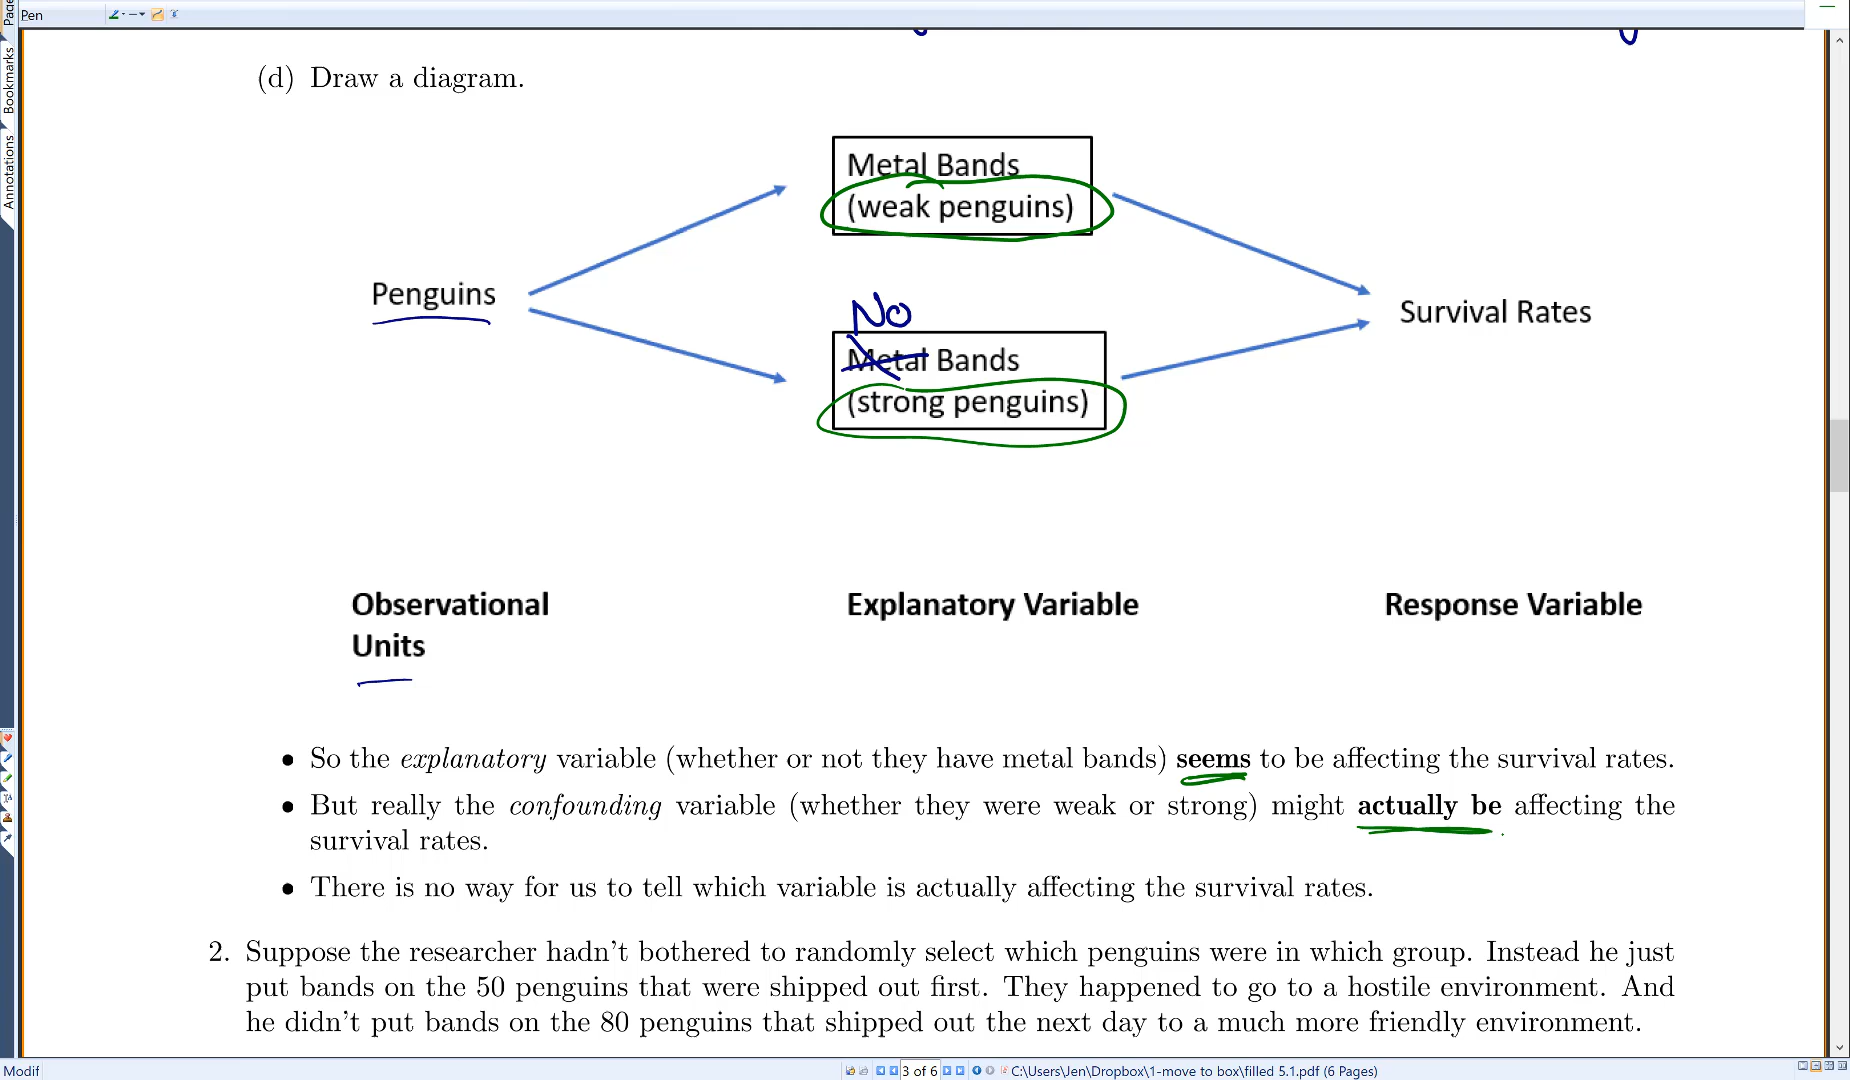 Pen
Page
Bookmarks
Annotations
(d) Draw a diagram.
Metal Bands
(weak penguins)
Penguins
No
Metal Bands
(strong penguins)
Survival Rates
Observational
Units
Explanatory Variable
Response Variable
• So the explanatory variable (whether or not they have metal bands) seems to be affecting the survival rates.
• But really the confounding variable (whether they were weak or strong) might actually be affecting the
survival rates.
• There is no way for us to tell which variable is actually affecting the survival rates.
2. Suppose the researcher hadn't bothered to randomly select which penguins were in which group. Instead he just
put bands on the 50 penguins that were shipped out first. They happened to go to a hostile environment. And
he didn't put bands on the 80 penguins that shipped out the next day to a much more friendly environment.
Modif
3 of 6
C:\Users\Jen\Dropbox\1-move to box\filled 5.1.pdf (6 Pages)